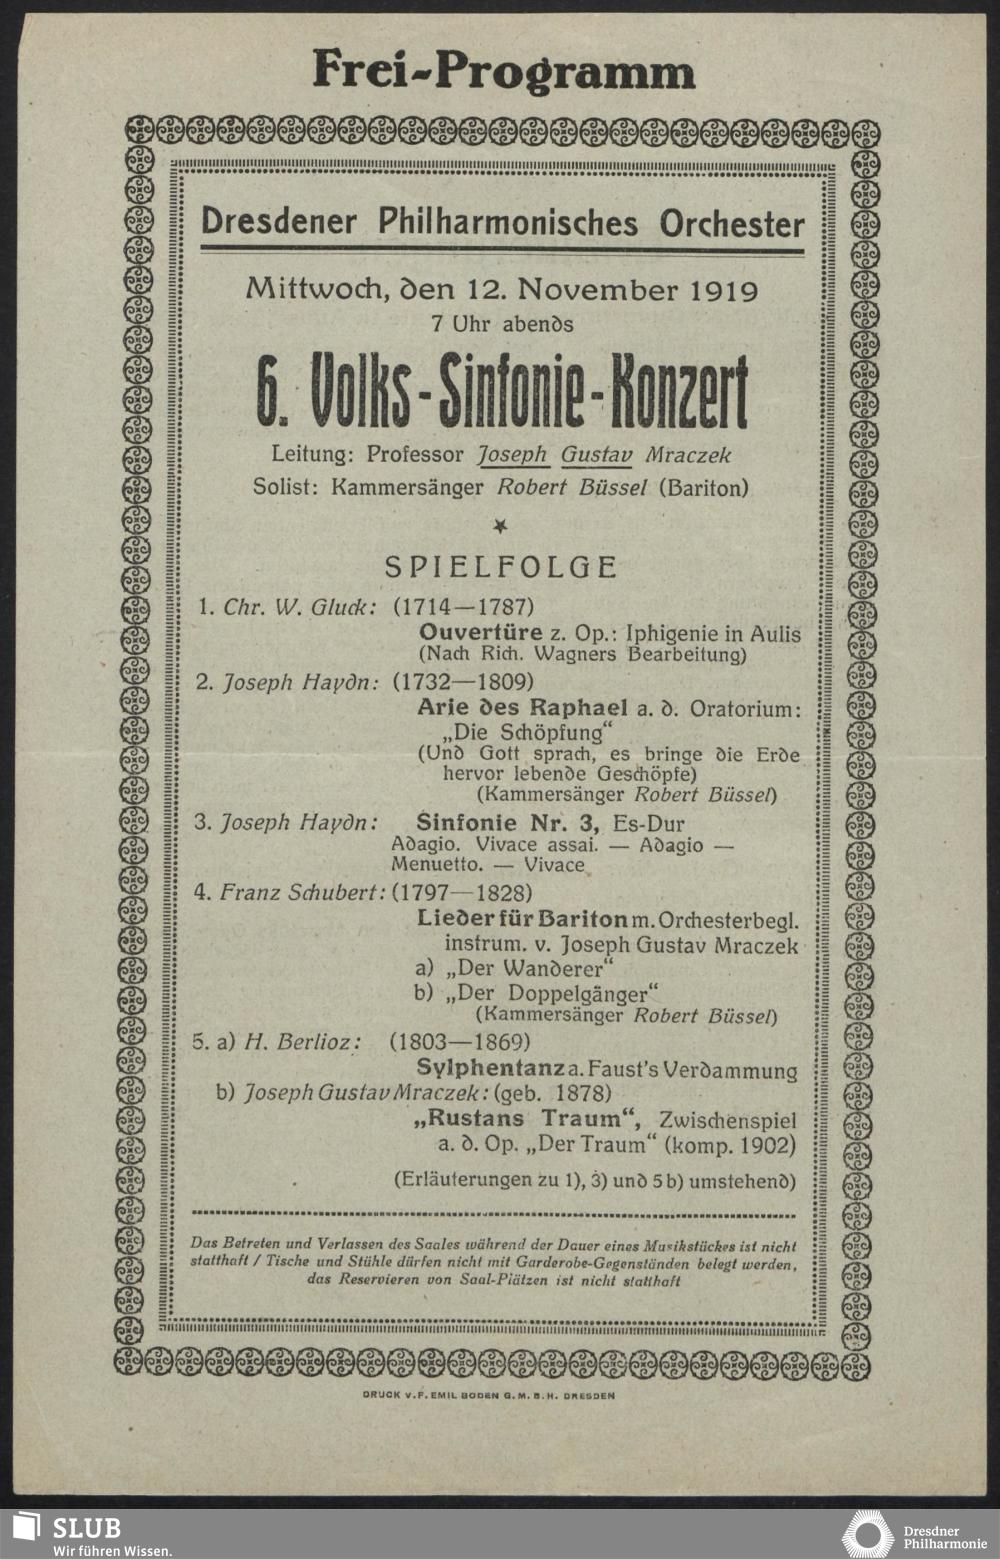 Frei-Programm
Dresdener Philharmonisches Orchester
Mittwoch, den 12. November 1919
7 Uhr abends
6. Volks-Sinfonie-Konzert
Leitung: Professor Joseph Gustav Mraczek
Solist: Kammersänger Robert Büssel (Bariton)
SPIELFOLGE
1. Chr. W. Gluck: (1714—1787)
Ouvertüre z. Op.: Iphigenie in Aulis
(Nach Rich. Wagners Bearbeitung)
2. Joseph Haydn: (1732—1809)
Arie des Raphael a. d. Oratorium:
„Die Schöpfung“
(Und Gott sprach, es bringe die Erde
hervor lebende Geschöpfe)
(Kammersänger Robert Büssel)
3. Joseph Haydn: Sinfonie Nr. 3, Es-Dur
Adagio. Vivace assai. — Adagio —
Menuetto. — Vivace
4. Franz Schubert: (1797—1828)
Lieder für Bariton m. Orchesterbegl.
instrum. v. Joseph Gustav Mraczek
a) „Der Wanderer“
b) „Der Doppelgänger“
(Kammersänger Robert Büssel)
5. a) H. Berlioz: (1803—1869)
Sylphentanz a. Faust's Verdammung
b) Joseph Gustav Mraczek: (geb. 1878)
„Rustans Traum“, Zwischenspiel
a. d. Op. „Der Traum“ (komp. 1902)
(Erläuterungen zu 1), 3) und 5 b) umstehend)
Das Betreten und Verlassen des Saales während der Dauer eines Musikstückes ist nicht
statthaft / Tische und Stühle dürfen nicht mit Garderobe-Gegenständen belegt werden,
das Reservieren von Saal-Plätzen ist nicht statthaft
DRUCK V. F. EMIL BODEN G. M. B. H. DRESDEN
SLUB
Wir führen Wissen.
Dresdner
Philharmonie